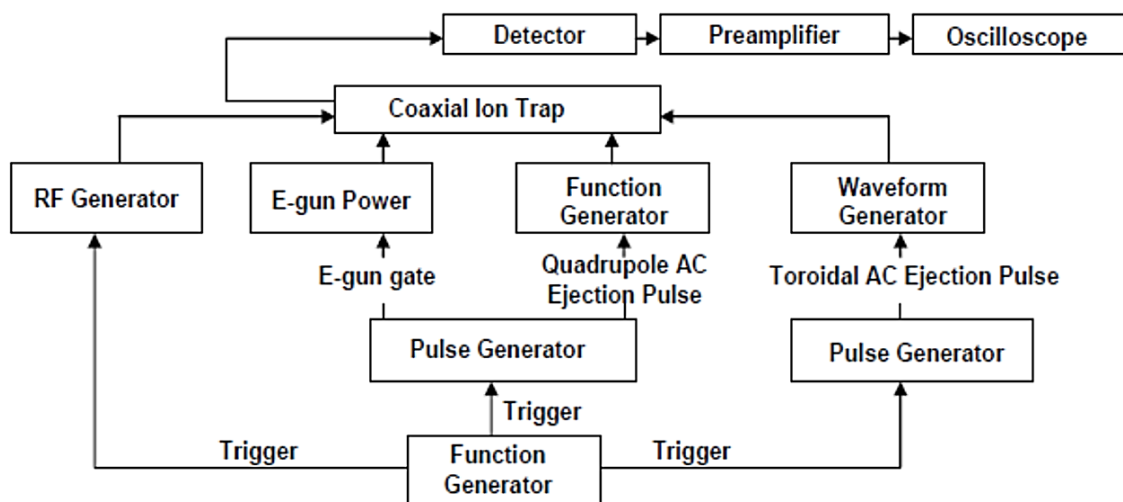 Detector
Preamplifier
Oscilloscope
Coaxial Ion Trap
RF Generator
E-gun Power
Function
Generator
Waveform
Generator
E-gun gate
Quadrupole AC
Ejection Pulse
Toroidal AC Ejection Pulse
Pulse Generator
Pulse Generator
Trigger
Trigger
Function
Generator
Trigger